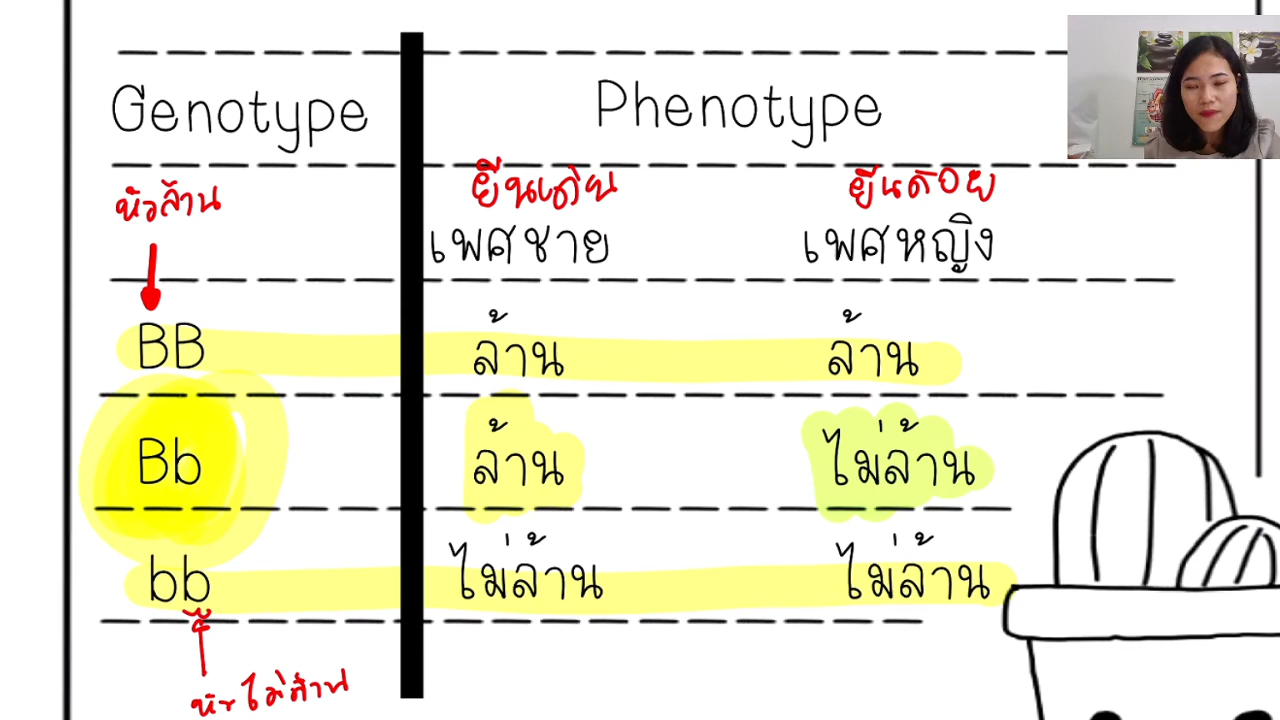 Genotype Phenotype
หัวล้าน ยีนเด่น ยีนด้อย
เพศชาย เพศหญิง
BB ล้าน ล้าน
Bb ล้าน ไม่ล้าน
bb ไม่ล้าน ไม่ล้าน
หัวไม่ล้าน